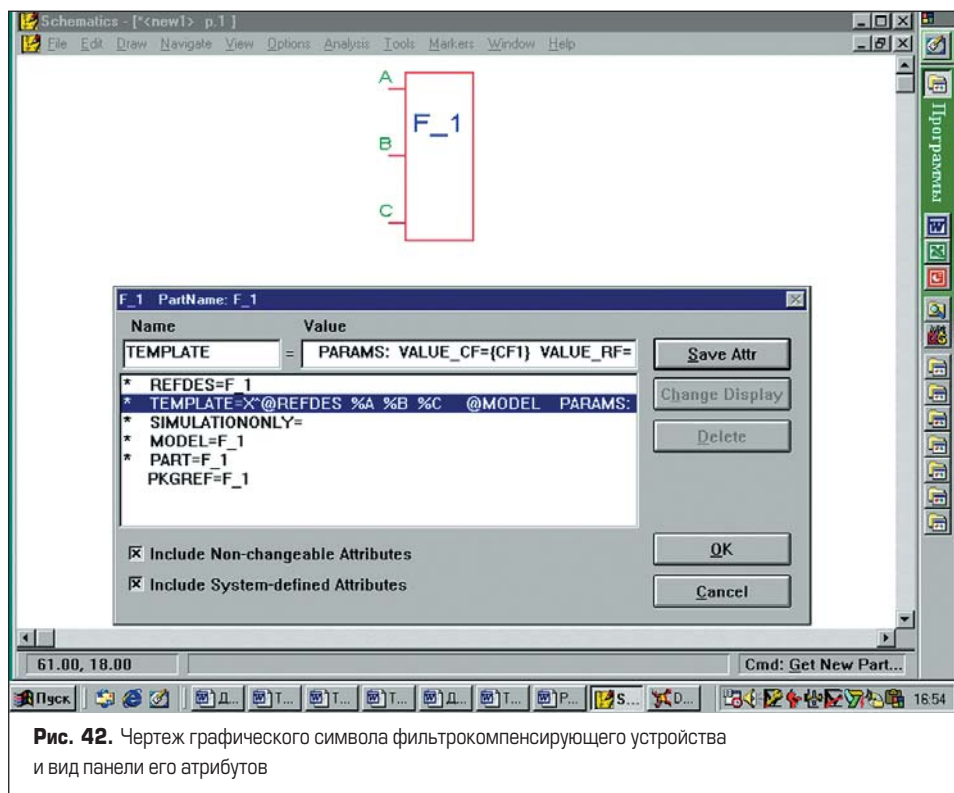 Schematics - [*<new1> p.1 ]
File Edit Draw Navigate View Options Analysis Tools Markers Window Help
Программы
A
F_1
B
C
F_1 PartName: F_1
Name Value
TEMPLATE = PARAMS: VALUE_CF={CF1} VALUE_RF=
Save Attr
* REFDES=F_1
* TEMPLATE=X^@REFDES %A %B %C @MODEL PARAMS:
* SIMULATIONONLY=
* MODEL=F_1
* PART=F_1
PKGREF=F_1
Change Display
Delete
Include Non-changeable Attributes
OK
Include System-defined Attributes
Cancel
61.00, 18.00 Cmd: Get New Part...
Пуск Д... Т... Т... Т... Д... Т... Р... S... D... 16:54
Рис. 42. Чертеж графического символа фильтрокомпенсирующего устройства
и вид панели его атрибутов